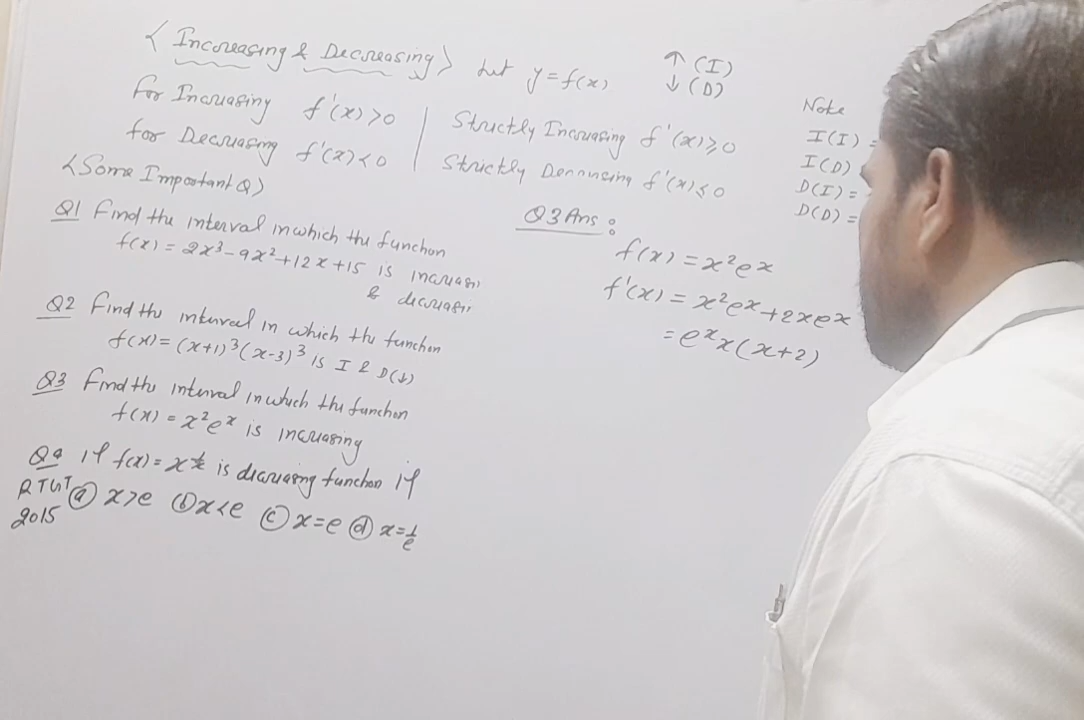 < Increasing & Decreasing > Let y = f(x)
↑ (I)
↓ (D)
for Increasing f'(x) > 0
for Decreasing f'(x) < 0
Strictly Increasing f'(x) ≥ 0
Strictly Decreasing f'(x) ≤ 0
Note
I(I) =
I(D)
D(I) =
D(D) =
<Some Important Q>
Q1 Find the interval in which the function
f(x) = 2x³-9x²+12x+15 is increasi
& decreasi
Q2 Find the interval in which the function
f(x) = (x+1)³(x-3)³ is I & D(↓)
Q3 Find the interval in which the function
f(x) = x²eˣ is increasing
Q4 if f(x) = x^(1/x) is decreasing function if
RTGT
2015
ⓐ x>e ⓑ x<e ⓒ x=e ⓓ x=1/e
Q3 Ans :
f(x) = x²eˣ
f'(x) = x²eˣ+2xeˣ
= eˣx(x+2)